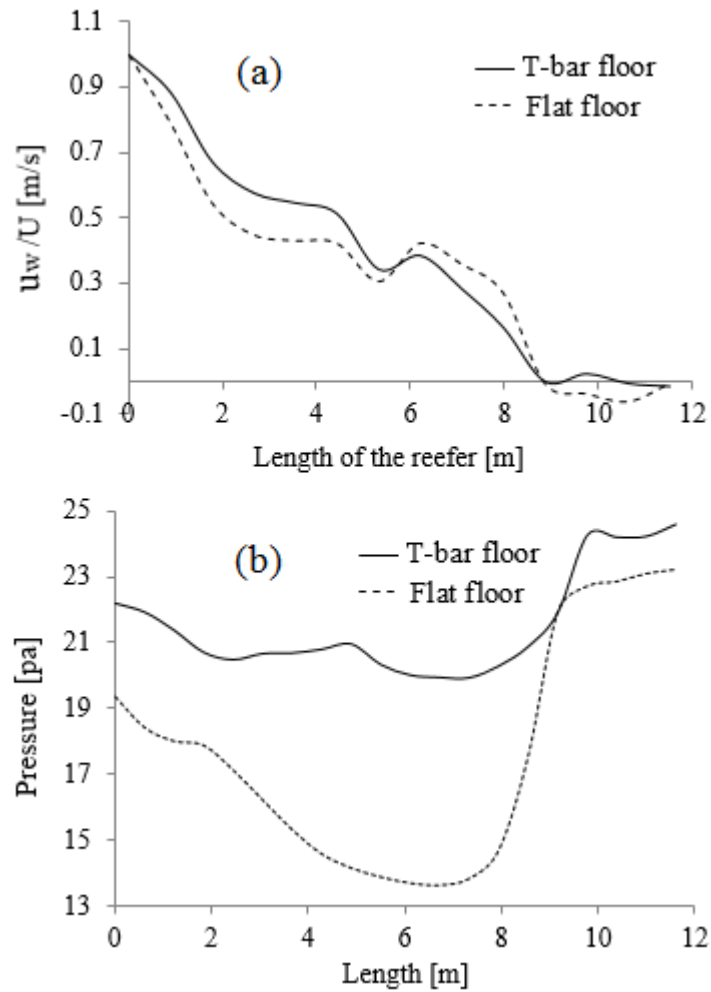 1.1
0.9
0.7
0.5
0.3
0.1
-0.1
uw /U [m/s]
(a)
T-bar floor
Flat floor
0 2 4 6 8 10 12
Length of the reefer [m]
25
23
21
19
17
15
13
Pressure [pa]
(b)
T-bar floor
Flat floor
0 2 4 6 8 10 12
Length [m]